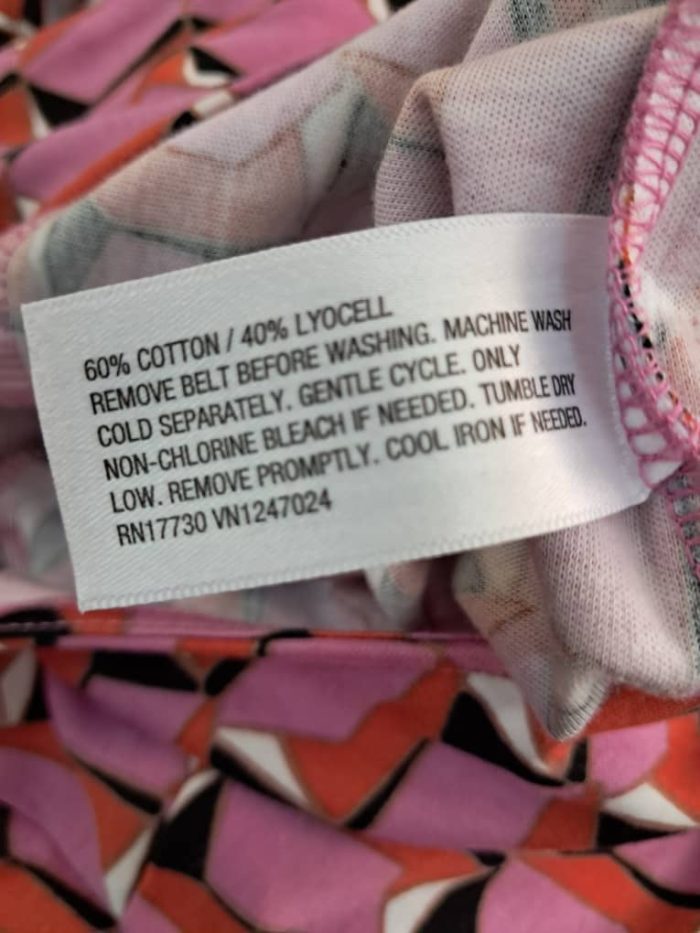 60% COTTON / 40% LYOCELL
REMOVE BELT BEFORE WASHING. MACHINE WASH
COLD SEPARATELY. GENTLE CYCLE. ONLY
NON-CHLORINE BLEACH IF NEEDED. TUMBLE DRY
LOW. REMOVE PROMPTLY. COOL IRON IF NEEDED.
RN17730 VN1247024